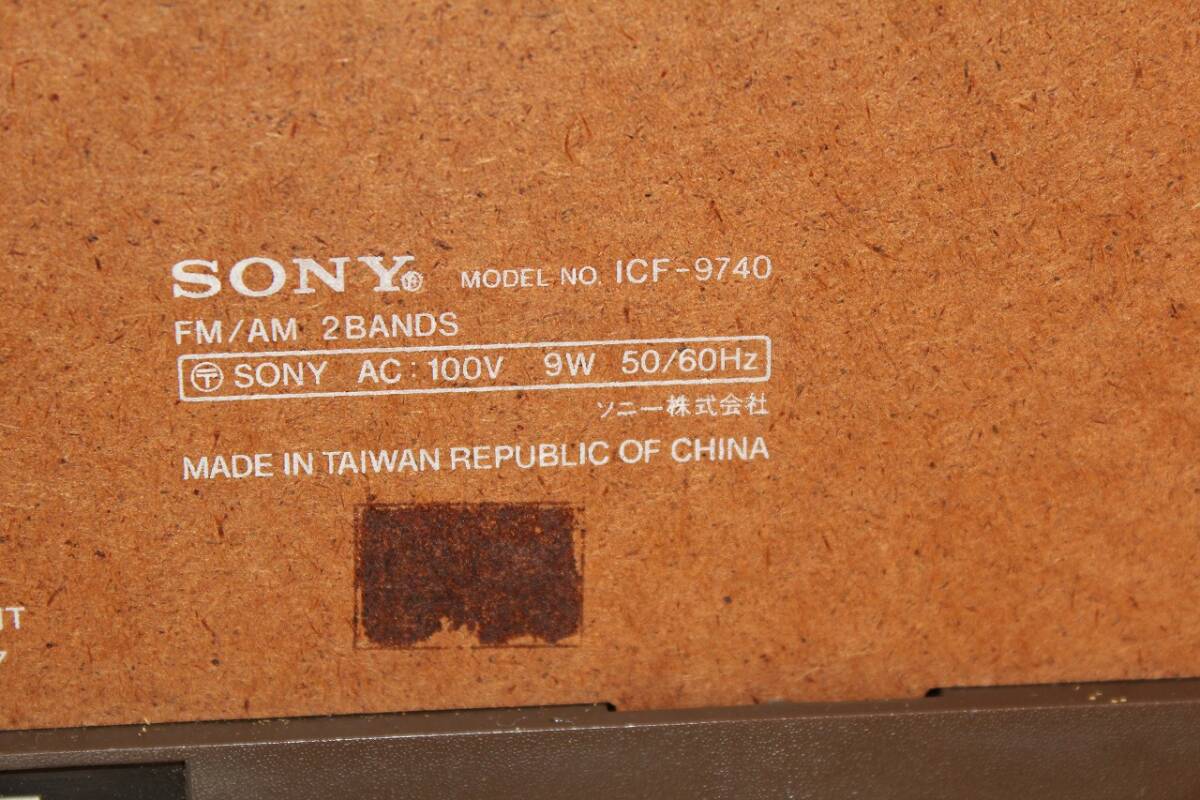 SONY® MODEL NO. ICF-9740
FM/AM 2BANDS
〶 SONY AC : 100V 9W 50/60Hz
ソニー株式会社
MADE IN TAIWAN REPUBLIC OF CHINA